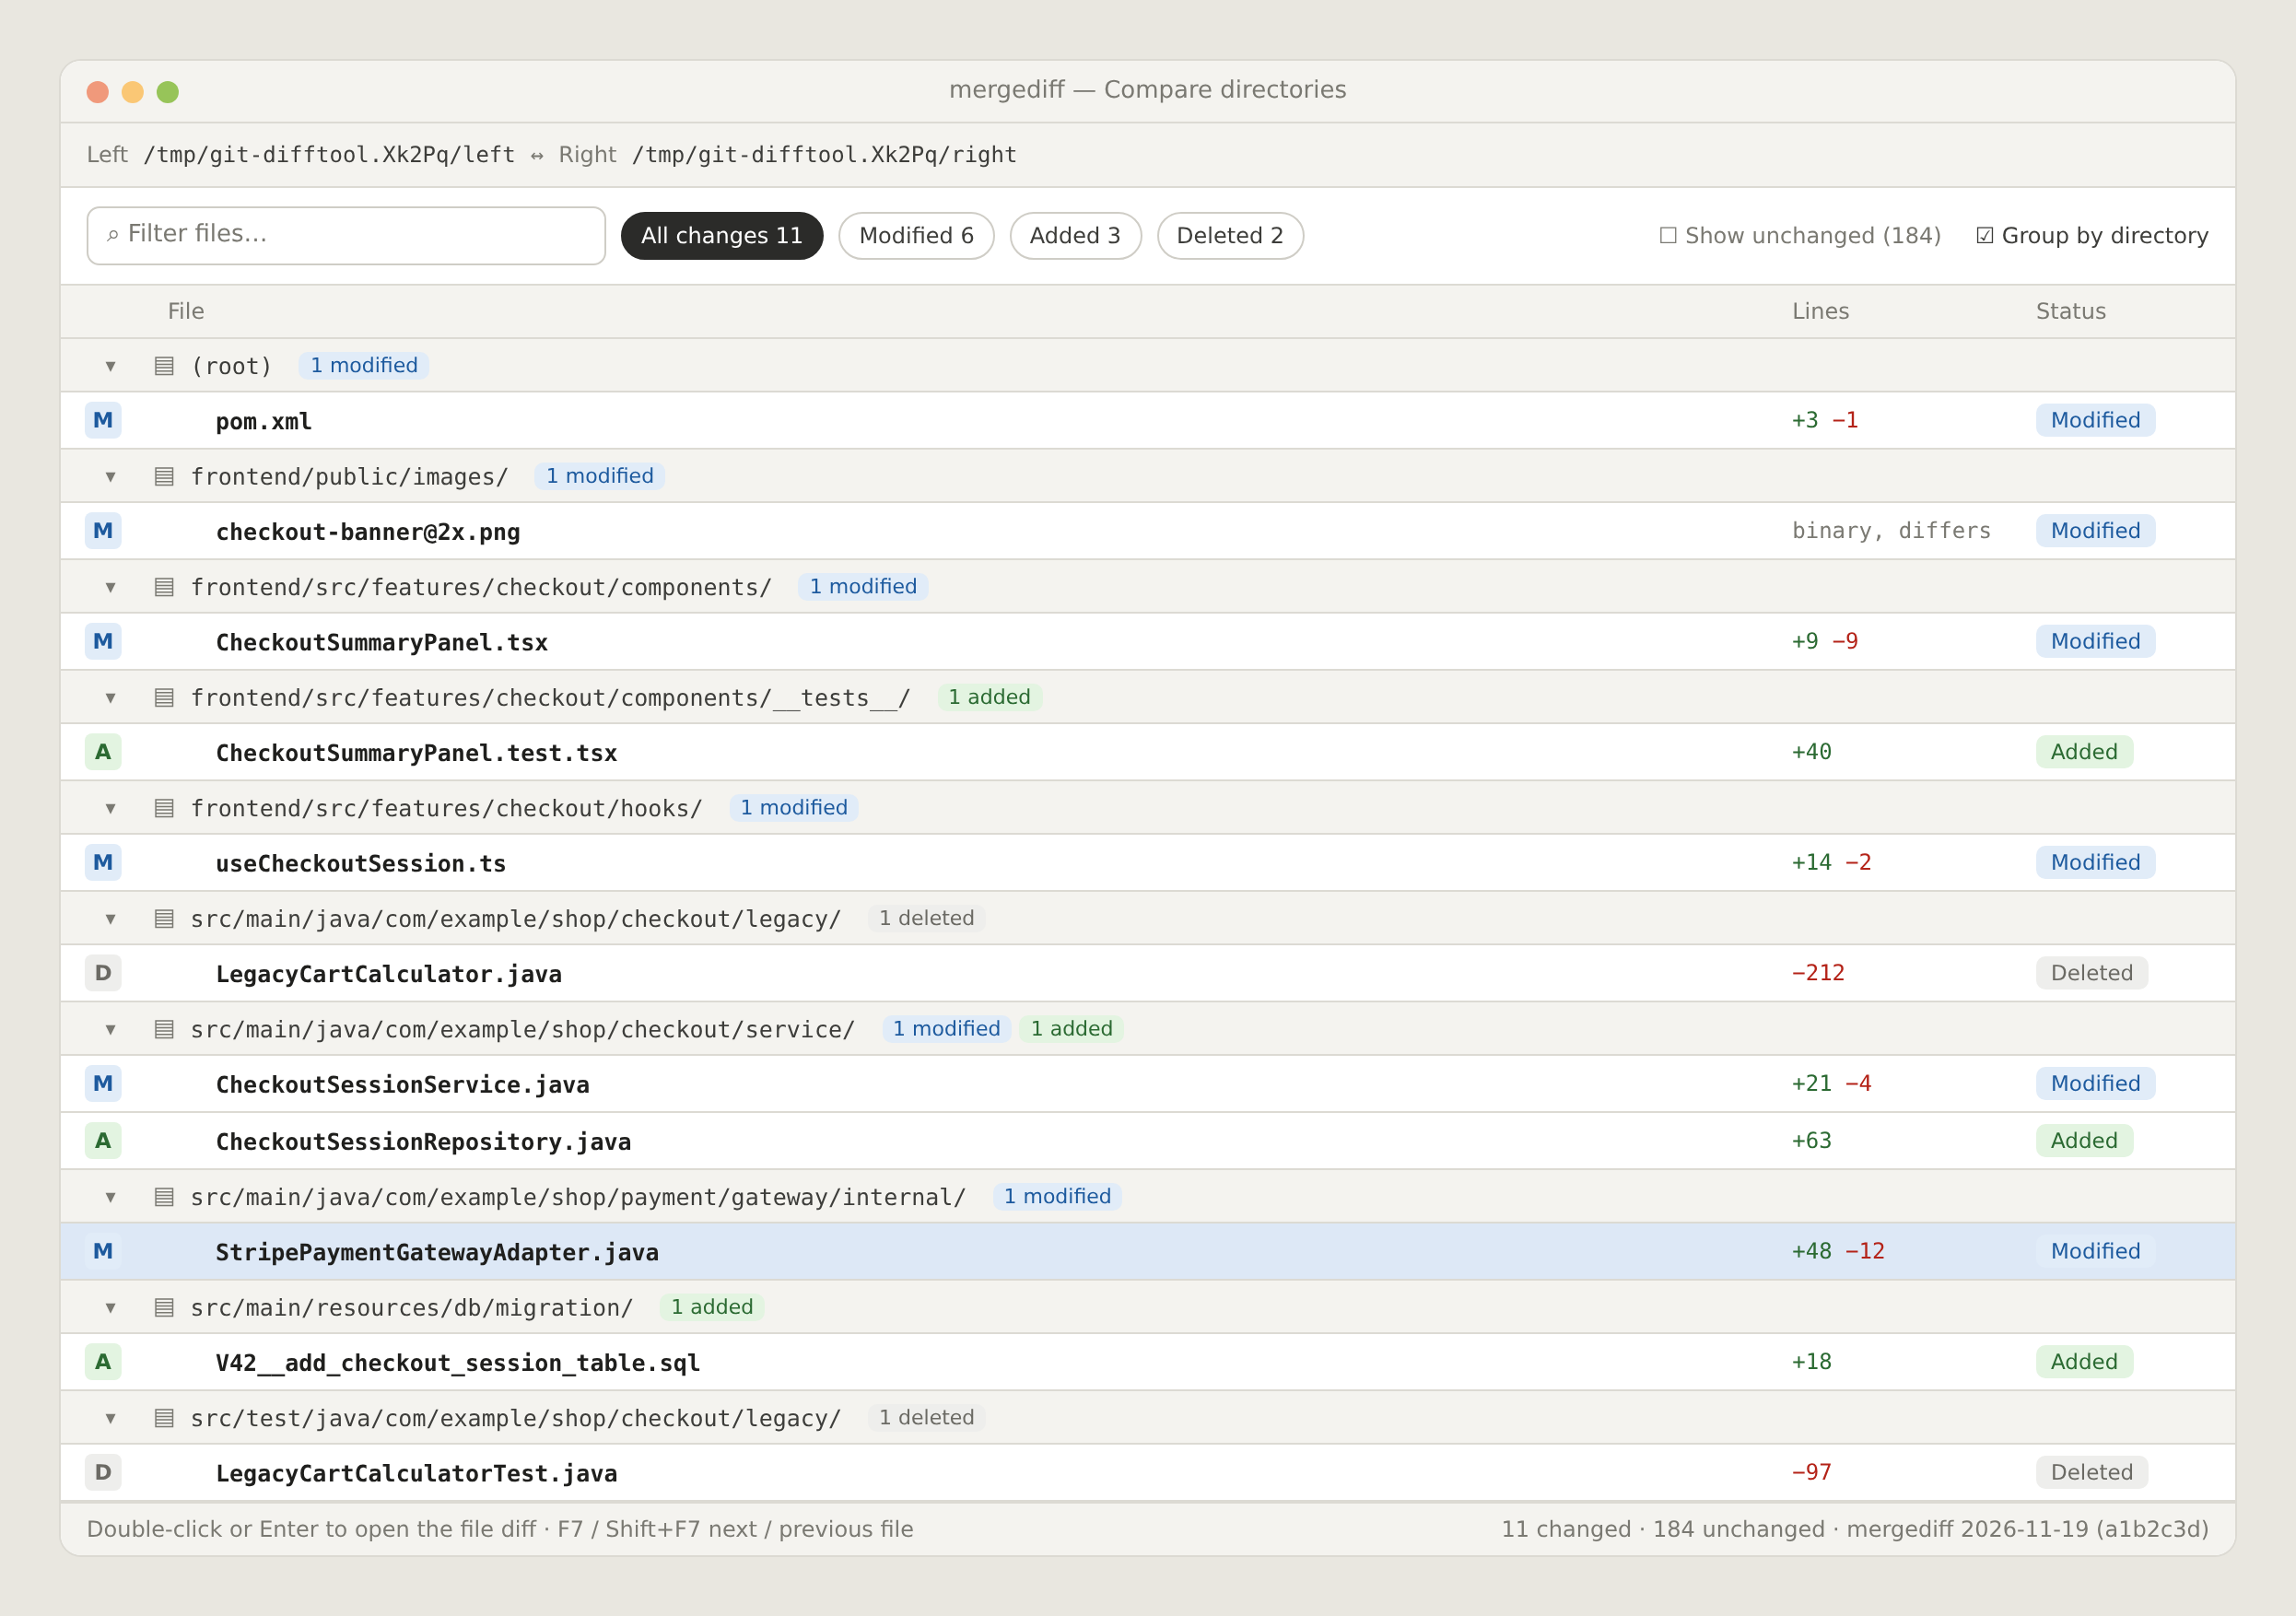 mergediff — Compare directories
Left /tmp/git-difftool.Xk2Pq/left ↔ Right /tmp/git-difftool.Xk2Pq/right
⌕ Filter files... All changes 11 Modified 6 Added 3 Deleted 2 ☐ Show unchanged (184) ☑ Group by directory
File Lines Status
▾ ▤ (root) 1 modified
M pom.xml +3 −1 Modified
▾ ▤ frontend/public/images/ 1 modified
M checkout-banner@2x.png binary, differs Modified
▾ ▤ frontend/src/features/checkout/components/ 1 modified
M CheckoutSummaryPanel.tsx +9 −9 Modified
▾ ▤ frontend/src/features/checkout/components/__tests__/ 1 added
A CheckoutSummaryPanel.test.tsx +40 Added
▾ ▤ frontend/src/features/checkout/hooks/ 1 modified
M useCheckoutSession.ts +14 −2 Modified
▾ ▤ src/main/java/com/example/shop/checkout/legacy/ 1 deleted
D LegacyCartCalculator.java −212 Deleted
▾ ▤ src/main/java/com/example/shop/checkout/service/ 1 modified 1 added
M CheckoutSessionService.java +21 −4 Modified
A CheckoutSessionRepository.java +63 Added
▾ ▤ src/main/java/com/example/shop/payment/gateway/internal/ 1 modified
M StripePaymentGatewayAdapter.java +48 −12 Modified
▾ ▤ src/main/resources/db/migration/ 1 added
A V42__add_checkout_session_table.sql +18 Added
▾ ▤ src/test/java/com/example/shop/checkout/legacy/ 1 deleted
D LegacyCartCalculatorTest.java −97 Deleted
Double-click or Enter to open the file diff · F7 / Shift+F7 next / previous file 11 changed · 184 unchanged · mergediff 2026-11-19 (a1b2c3d)